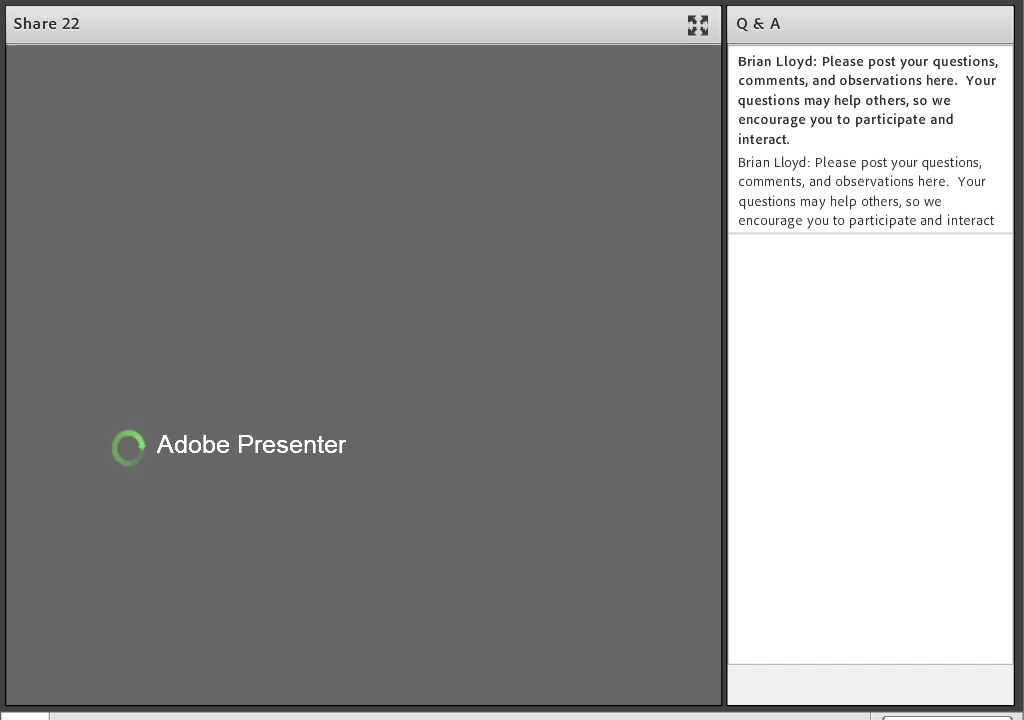 Share 22
Adobe Presenter
Q & A
Brian Lloyd: Please post your questions,
comments, and observations here.  Your
questions may help others, so we
encourage you to participate and
interact.
Brian Lloyd: Please post your questions,
comments, and observations here.  Your
questions may help others, so we
encourage you to participate and interact